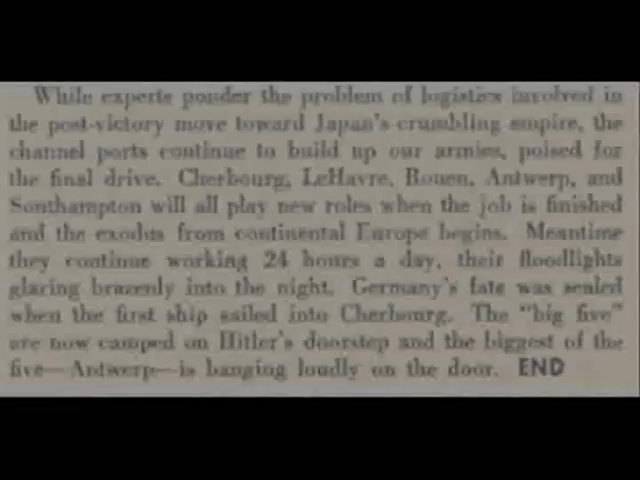 While experts ponder the problem of logistics involved in
the post-victory move toward Japan's crumbling empire, the
channel ports continue to build up our armies, poised for
the final drive. Cherbourg, LeHavre, Rouen, Antwerp, and
Southampton will all play new roles when the job is finished
and the exodus from continental Europe begins. Meantime
they continue working 24 hours a day, their floodlights
glaring brazenly into the night. Germany's fate was sealed
when the first ship sailed into Cherbourg. The "big five"
are now camped on Hitler's doorstep and the biggest of the
five—Antwerp—is banging loudly on the door. END